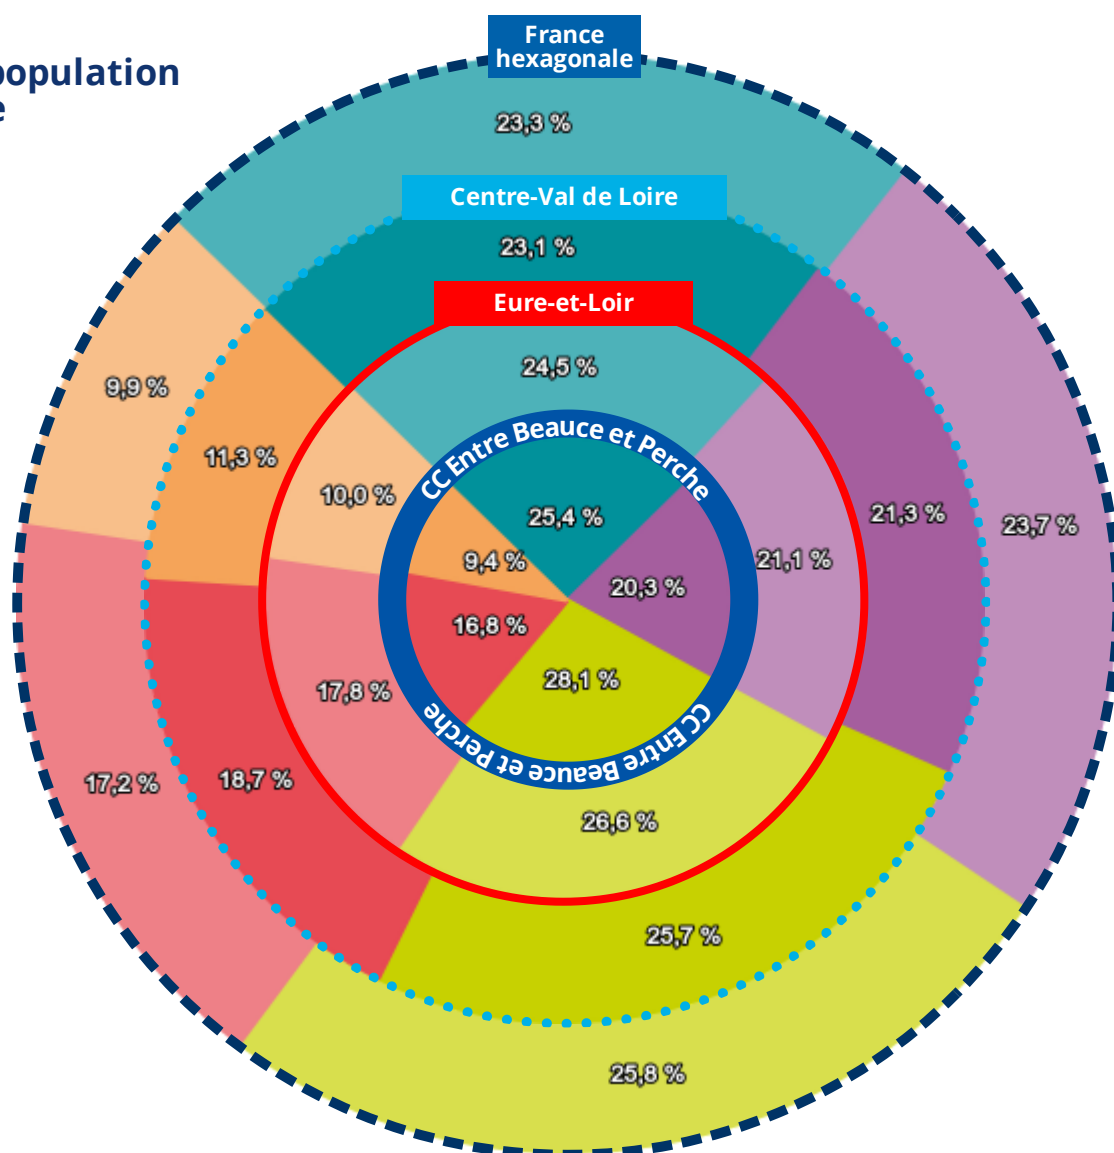 population
France
hexagonale
23,3 %
Centre-Val de Loire
23,1 %
Eure-et-Loir
24,5 %
9,9 %
11,3 %
10,0 %
CC Entre Beauce et Perche
25,4 %
21,3 %
23,7 %
9,4 %
21,1 %
20,3 %
16,8 %
28,1 %
17,8 %
CC Entre Beauce et Perche
17,2 %
18,7 %
26,6 %
25,7 %
25,8 %